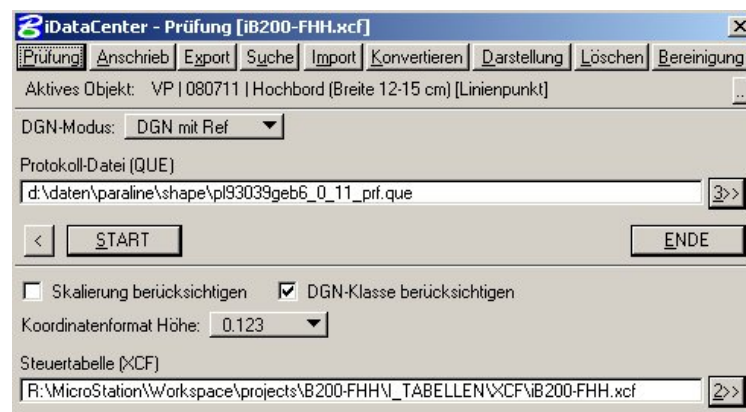 iDataCenter - Prüfung [iB200-FHH.xcf]
Prüfung Anschrieb Export Suche Import Konvertieren Darstellung Löschen Bereinigung
Aktives Objekt: VP | 080711 | Hochbord (Breite 12-15 cm) [Linienpunkt] ..
DGN-Modus: DGN mit Ref
Protokoll-Datei (QUE)
d:\daten\paraline\shape\pl93039geb6_0_11_prf.que 3>>
< START ENDE
Skalierung berücksichtigen DGN-Klasse berücksichtigen
Koordinatenformat Höhe: 0.123
Steuertabelle (XCF)
R:\MicroStation\Workspace\projects\B200-FHH\I_TABELLEN\XCF\iB200-FHH.xcf 2>>